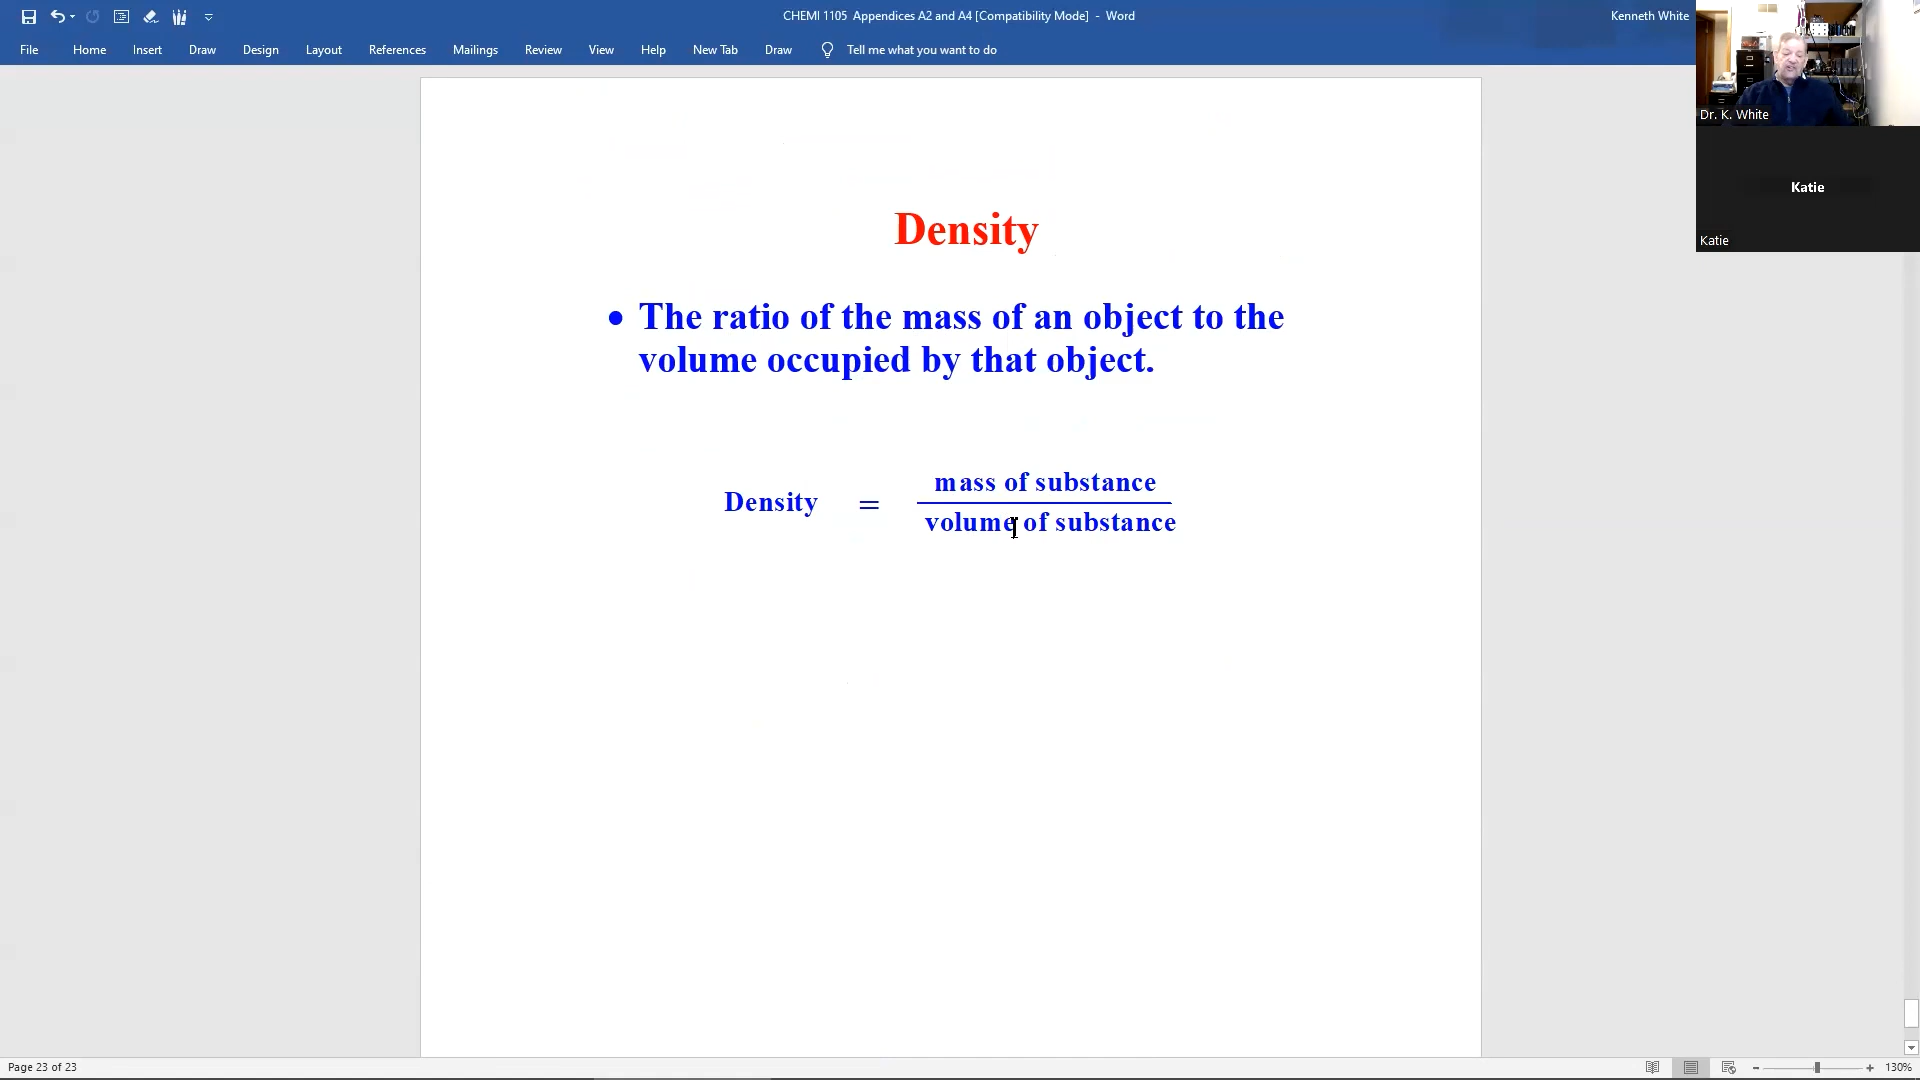 CHEMI 1105 Appendices A2 and A4 [Compatibility Mode] - Word
Kenneth White
File Home Insert Draw Design Layout References Mailings Review View Help New Tab Draw Tell me what you want to do
Dr. K. White
Katie
Katie
Density
• The ratio of the mass of an object to the
volume occupied by that object.
mass of substance
Density =
volume of substance
Page 23 of 23
130%